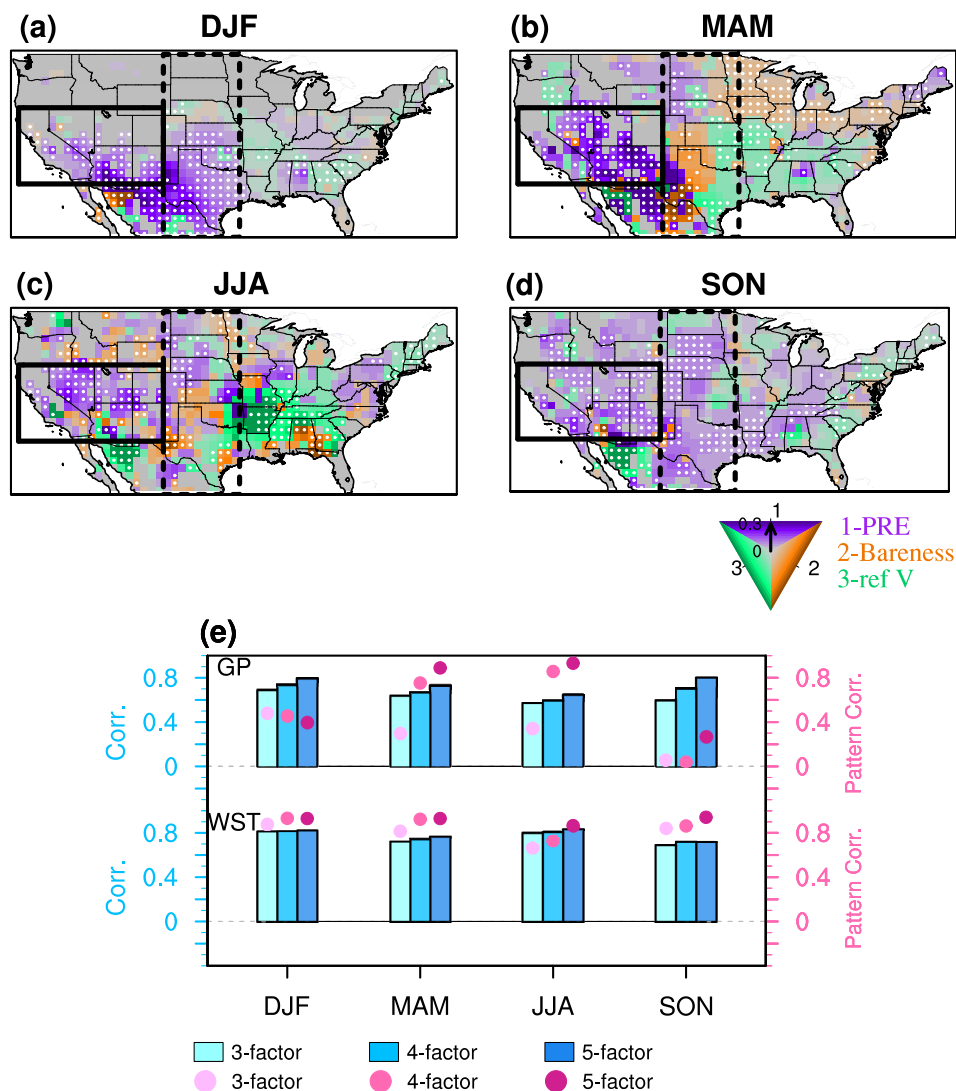 (a) DJF (b) MAM
(c) JJA (d) SON
1
0.3
0
3 2
1-PRE
2-Bareness
3-ref V
(e)
GP
0.8 0.8
0.4 0.4
0 0
Corr. Pattern Corr.
WST
0.8 0.8
0.4 0.4
0 0
Corr. Pattern Corr.
DJF MAM JJA SON
3-factor 4-factor 5-factor
3-factor 4-factor 5-factor